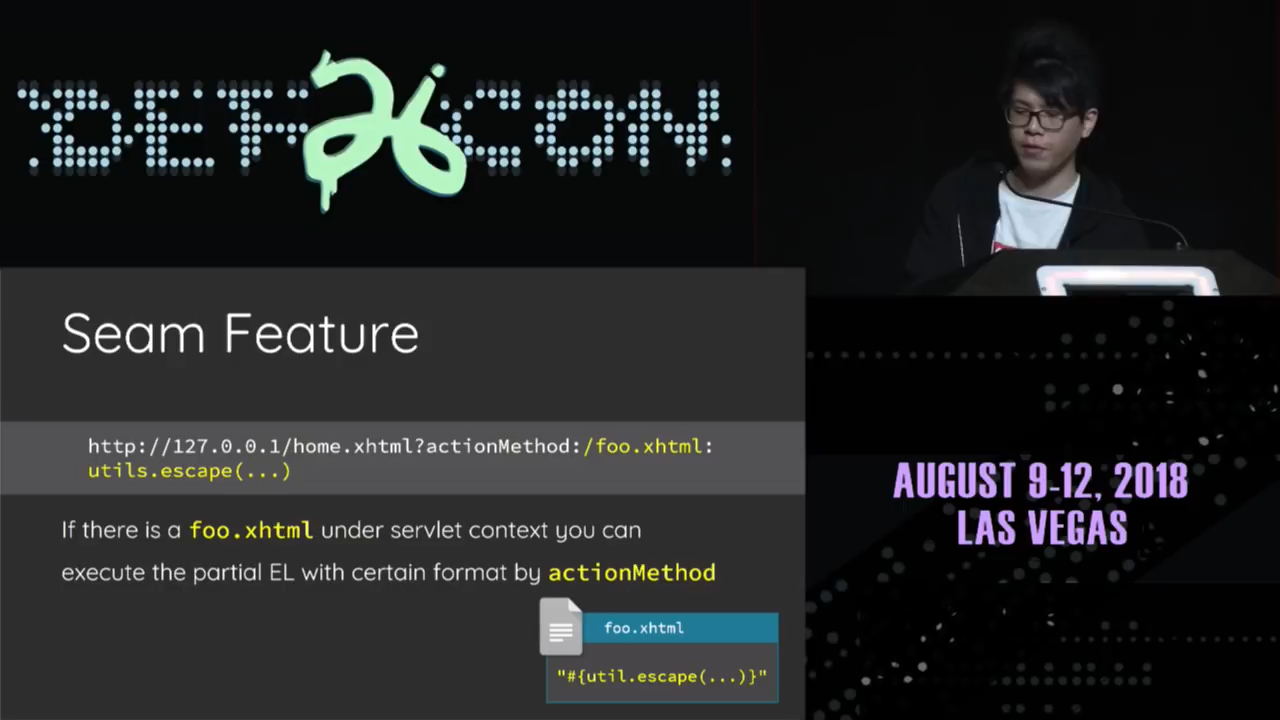 DEF 26 CON
Seam Feature
http://127.0.0.1/home.xhtml?actionMethod:/foo.xhtml:
utils.escape(...)
If there is a foo.xhtml under servlet context you can
execute the partial EL with certain format by actionMethod
foo.xhtml
"#{util.escape(...)}"
AUGUST 9-12, 2018
LAS VEGAS